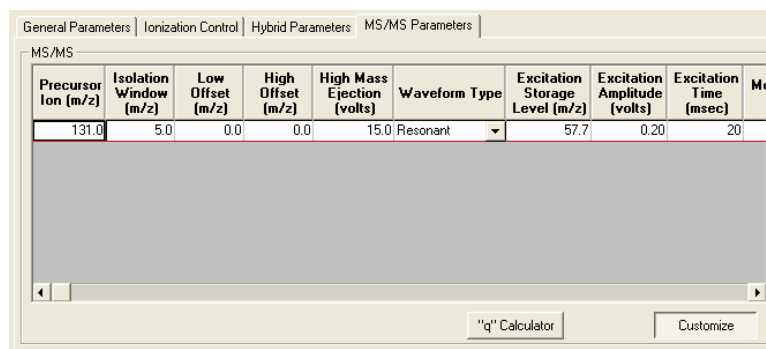 General Parameters Ionization Control Hybrid Parameters MS/MS Parameters
MS/MS
Precursor Ion (m/z) Isolation Window (m/z) Low Offset (m/z) High Offset (m/z) High Mass Ejection (volts) Waveform Type Excitation Storage Level (m/z) Excitation Amplitude (volts) Excitation Time (msec)
131.0 5.0 0.0 0.0 15.0 Resonant 57.7 0.20 20
"q" Calculator Customize